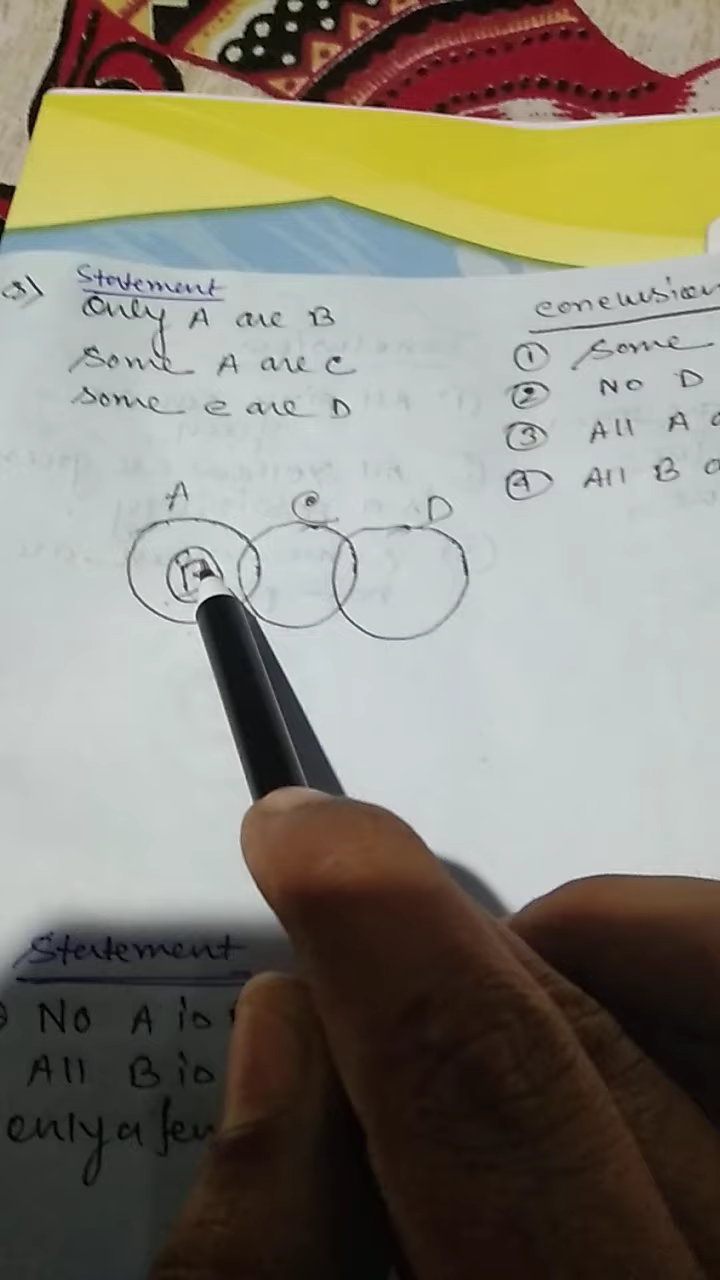 3) Statement
Only A are B
Some A are C
Some C are D
conclusion
① Some
② NO D
③ All A
④ All B
A C D
B
Statement
NO A is
All B is
only a few